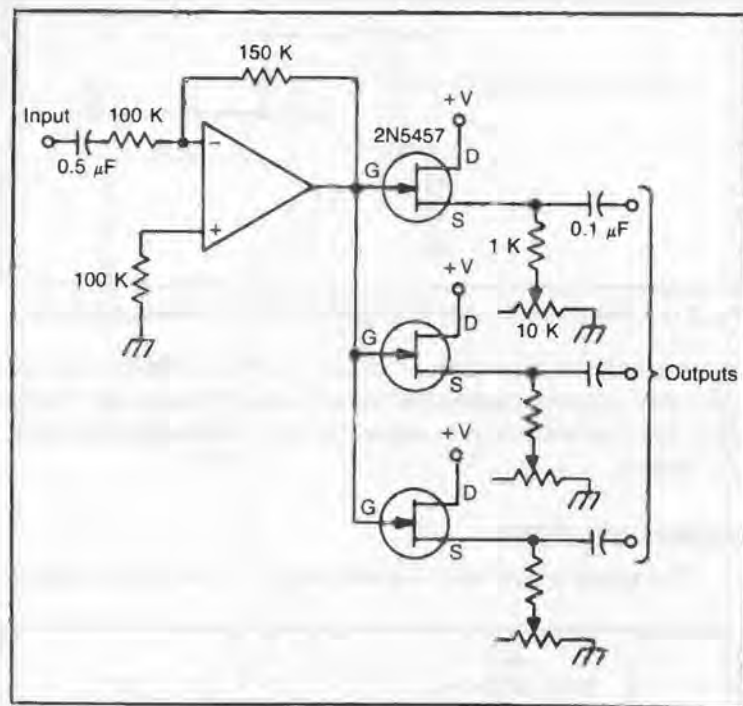 150 K
+ V
100 K
2N5457
Input
D
0.5 μF
−
G
S
+
1 K
0.1 μF
100 K
+ V
10 K
D
G
S
Outputs
+ V
D
G
S